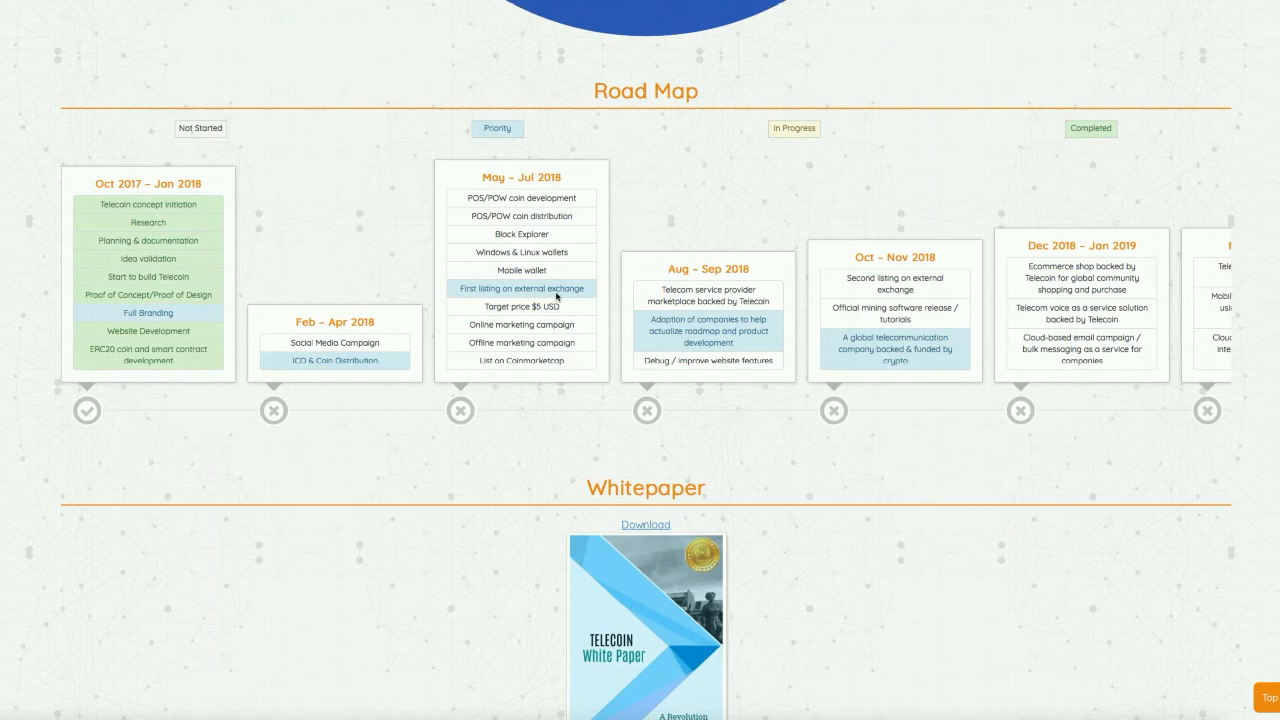 Road Map
Not Started
Priority
In Progress
Completed
Oct 2017 – Jan 2018
Telecoin concept initiation
Research
Planning & documentation
Idea validation
Start to build Telecoin
Proof of Concept/Proof of Design
Full Branding
Website Development
ERC20 coin and smart contract
development
Feb – Apr 2018
Social Media Campaign
ICO & Coin Distribution
May – Jul 2018
POS/POW coin development
POS/POW coin distribution
Block Explorer
Windows & Linux wallets
Mobile wallet
First listing on external exchange
Target price $5 USD
Online marketing campaign
Offline marketing campaign
List on Coinmarketcap
Aug – Sep 2018
Telecom service provider
marketplace backed by Telecoin
Adoption of companies to help
actualize roadmap and product
development
Debug / improve website features
Oct – Nov 2018
Second listing on external
exchange
Official mining software release /
tutorials
A global telecommunication
company backed & funded by
crypto
Dec 2018 – Jan 2019
Ecommerce shop backed by
Telecoin for global community
shopping and purchase
Telecom voice as a service solution
backed by Telecoin
Cloud-based email campaign /
bulk messaging as a service for
companies
Whitepaper
Download
TELECOIN
White Paper
A Revolution
Top